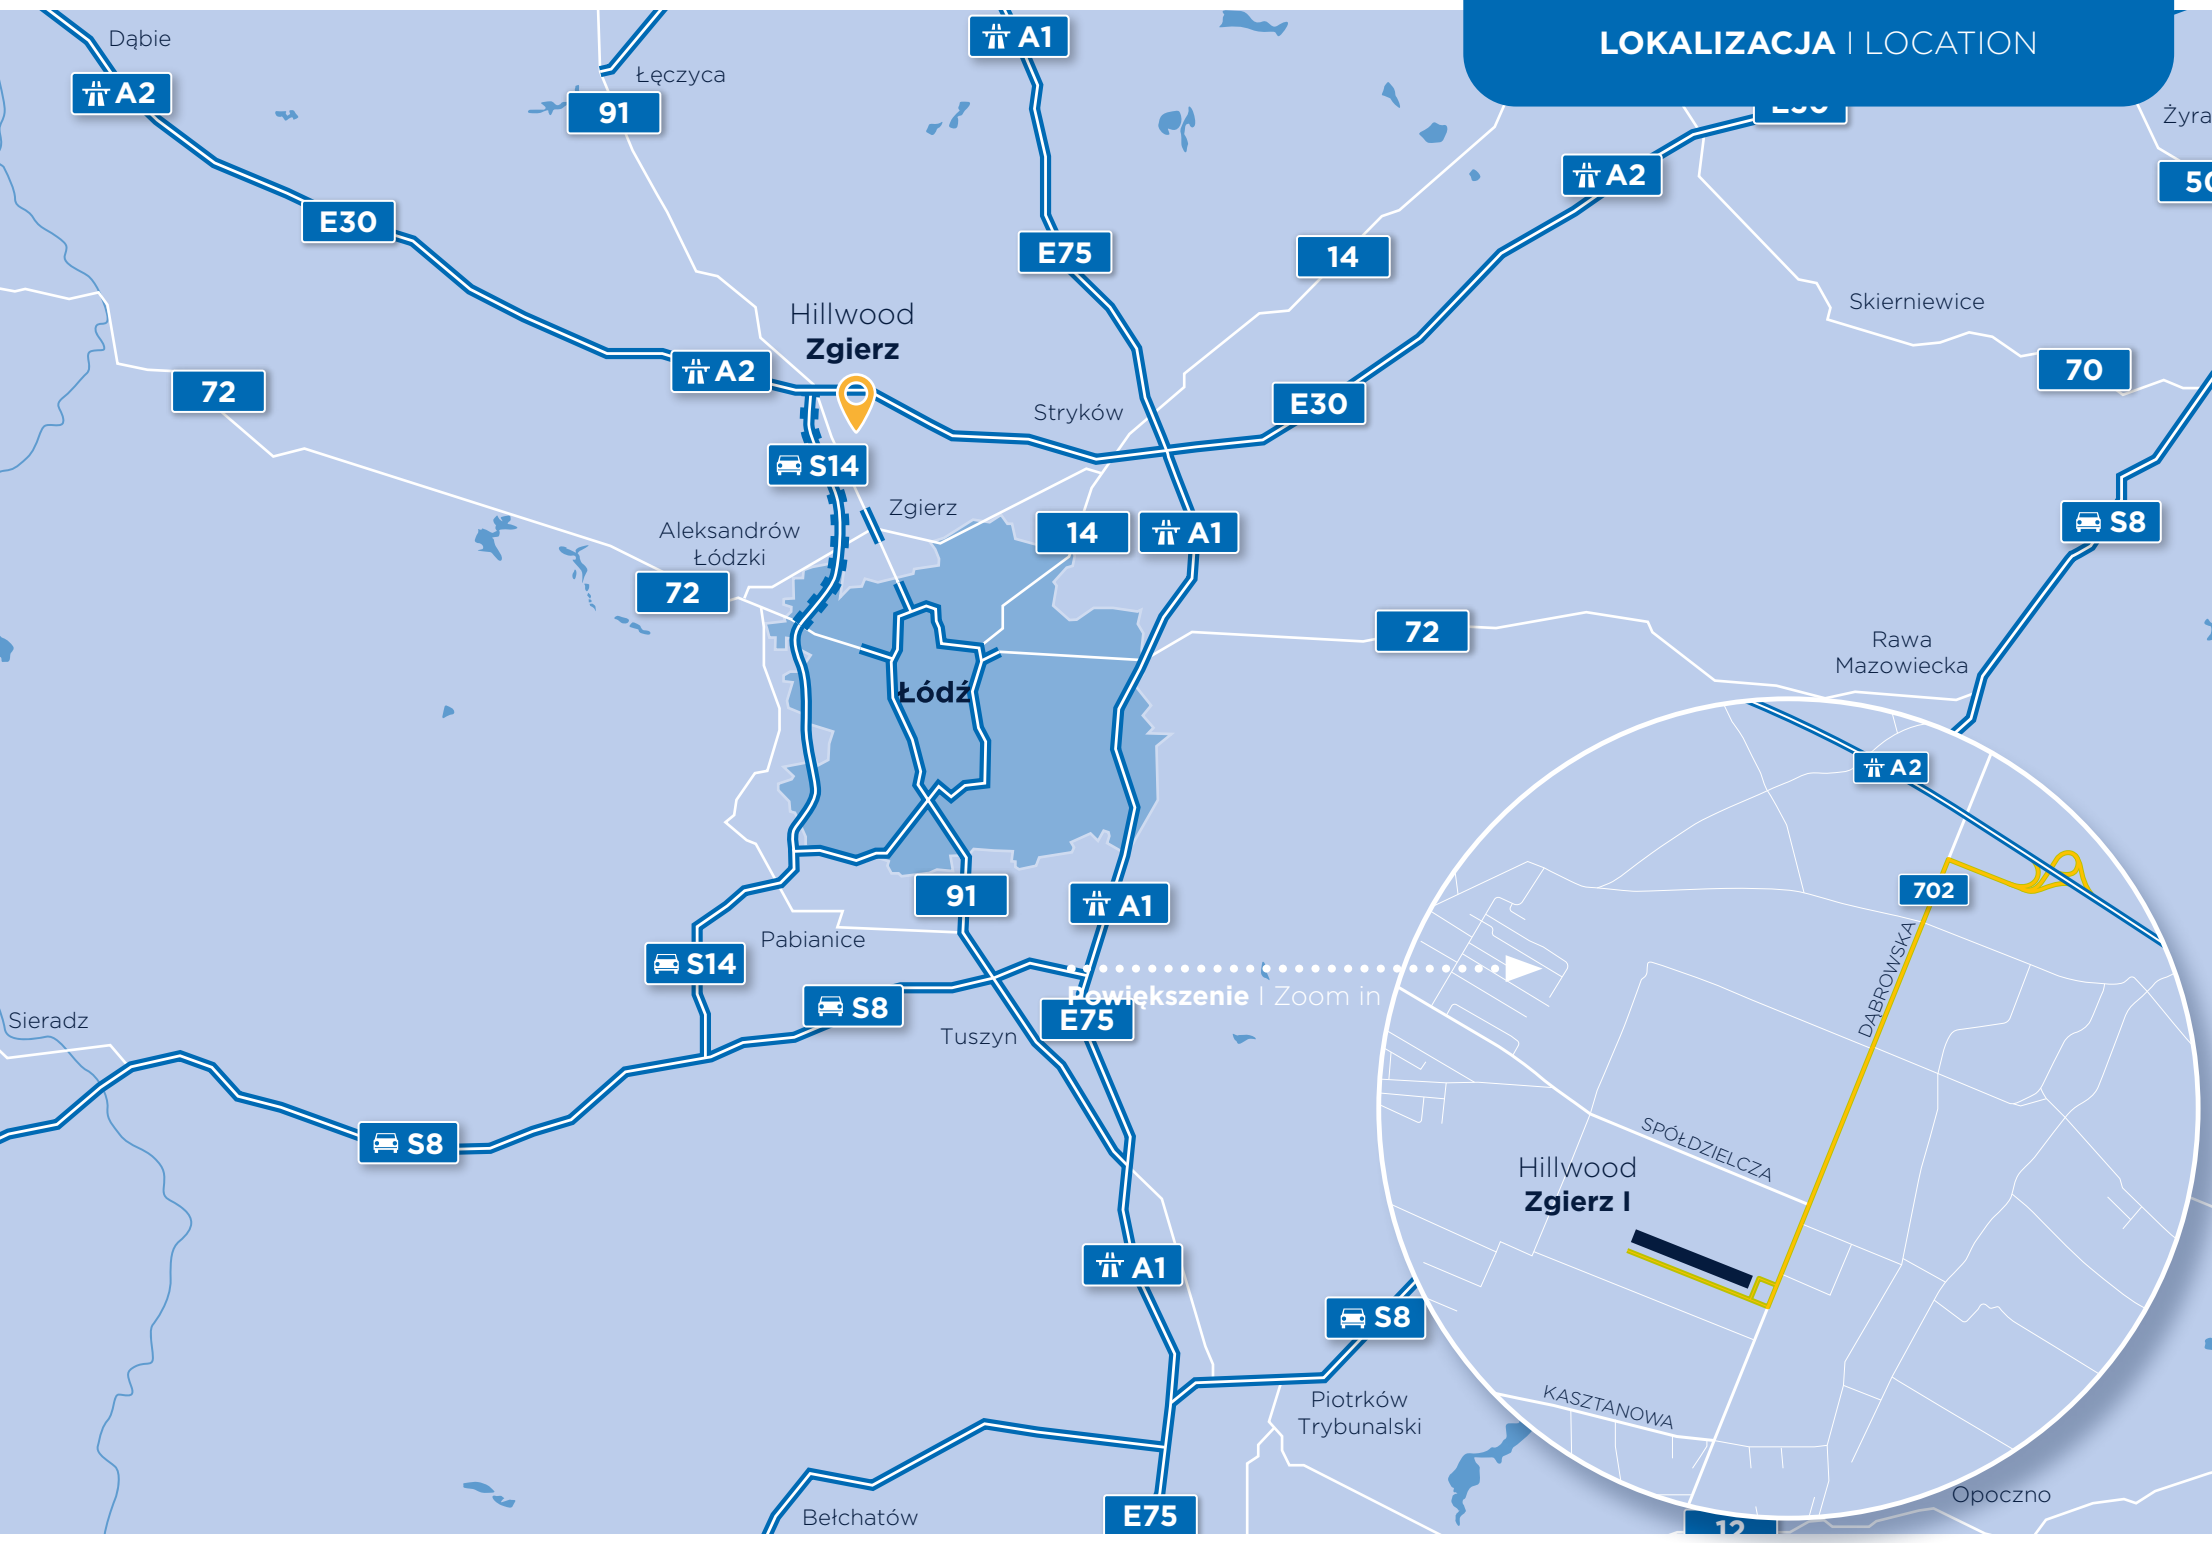 LOKALIZACJA | LOCATION
Dąbie
A1
Łęczyca
A2
91
E30
Żyra
A2
50
E30
E75
14
Skierniewice
Hillwood
Zgierz
A2
70
72
Stryków
E30
S14
Zgierz
Aleksandrów
Łódzki
14
A1
S8
72
72
Rawa
Mazowiecka
Łódź
A2
91
A1
702
Pabianice
S14
DĄBROWSKA
Powiększenie | Zoom in
S8
E75
Sieradz
Tuszyn
S8
SPÓŁDZIELCZA
Hillwood
Zgierz I
A1
S8
Piotrków
Trybunalski
KASZTANOWA
Opoczno
Bełchatów
E75
12